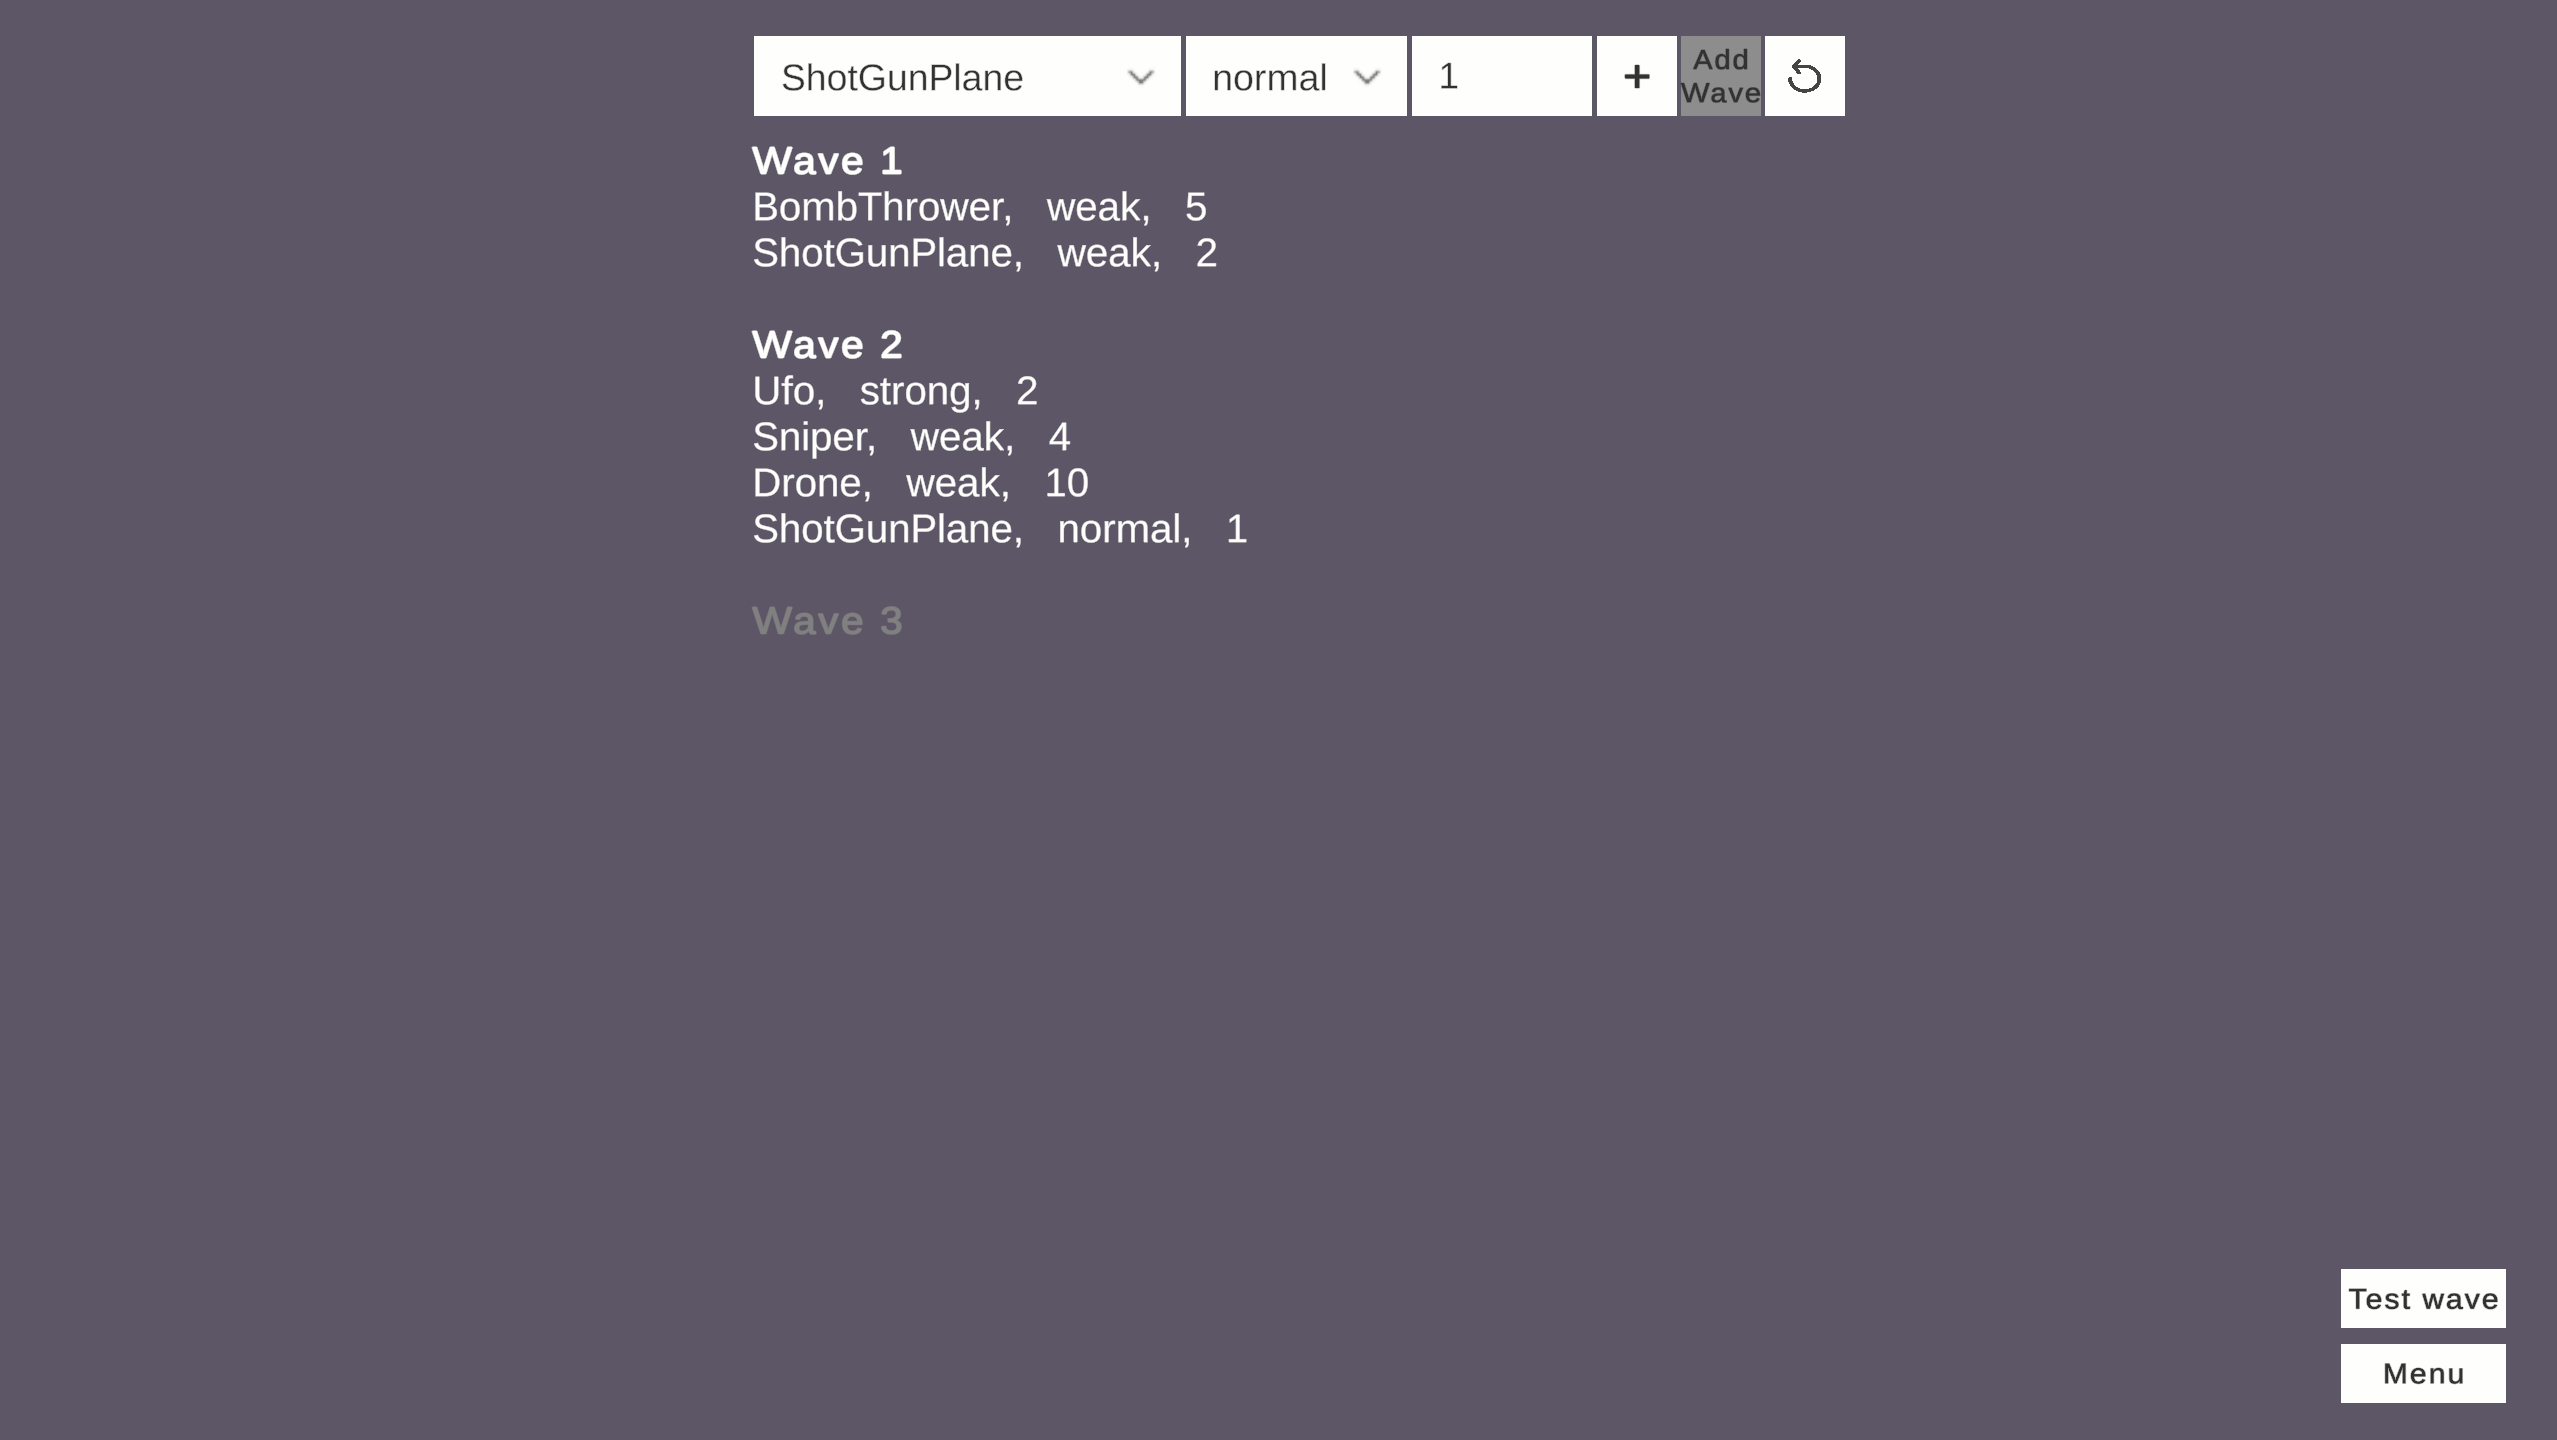 ShotGunPlane normal 1 + Add Wave
Wave 1
BombThrower, weak, 5
ShotGunPlane, weak, 2
Wave 2
Ufo, strong, 2
Sniper, weak, 4
Drone, weak, 10
ShotGunPlane, normal, 1
Wave 3
Test wave
Menu